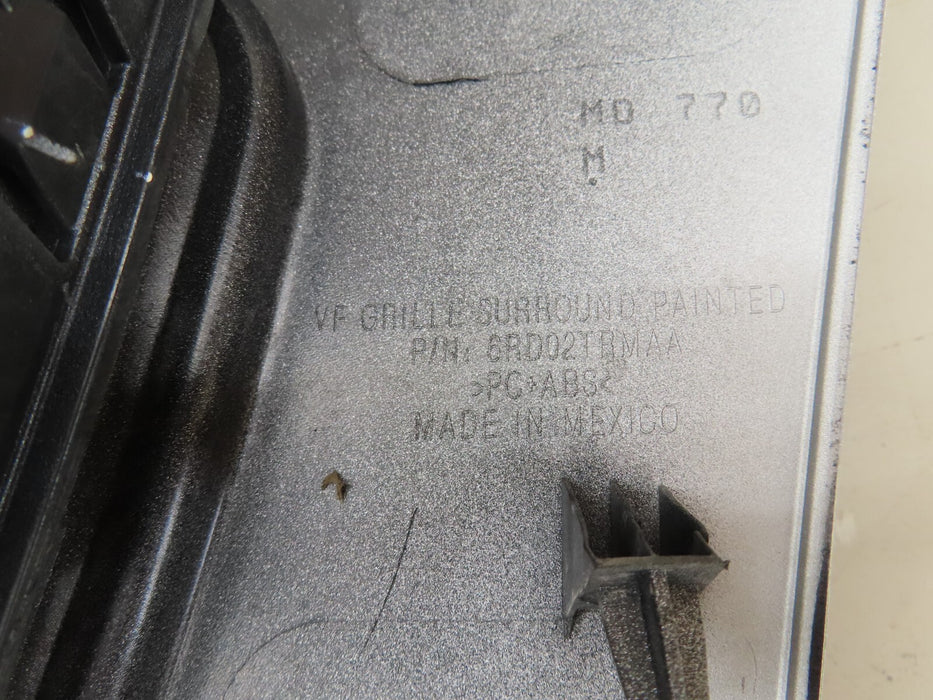 MD 770
M
VF GRILLE SURROUND, PAINTED
P/N: 6RD02TRMAA
>PC+ABS<
MADE IN MEXICO